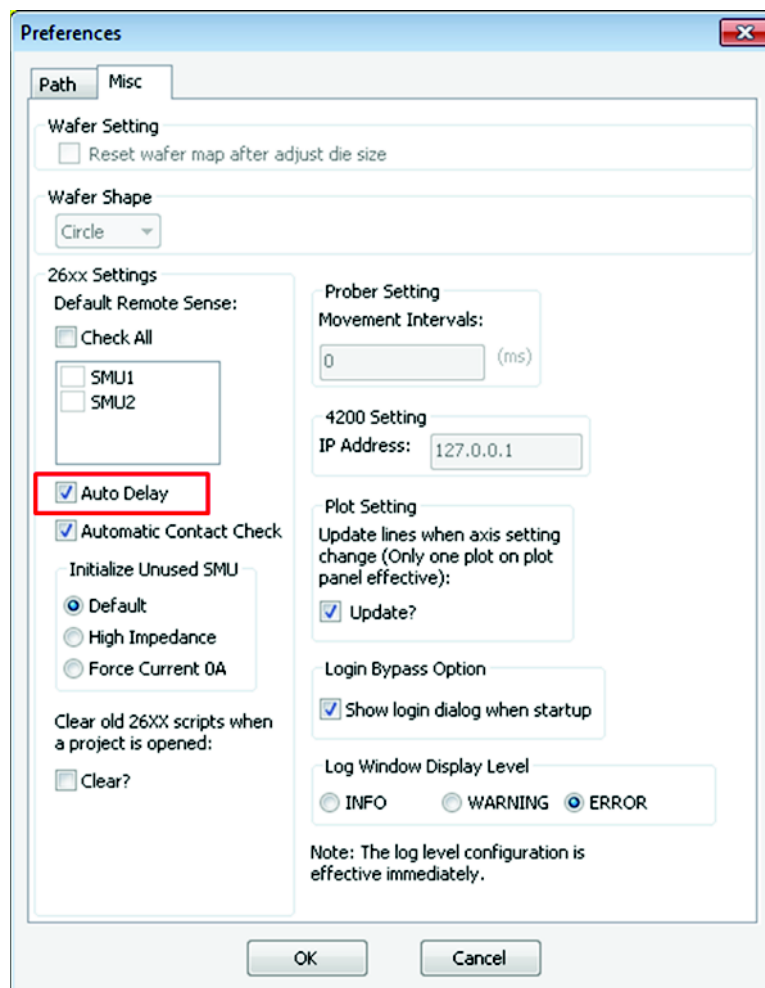 Preferences
Path
Misc
Wafer Setting
Reset wafer map after adjust die size
Wafer Shape
Circle
26xx Settings
Default Remote Sense:
Check All
SMU1
SMU2
Auto Delay
Automatic Contact Check
Initialize Unused SMU
Default
High Impedance
Force Current 0A
Clear old 26XX scripts when
a project is opened:
Clear?
Prober Setting
Movement Intervals:
0 (ms)
4200 Setting
IP Address: 127.0.0.1
Plot Setting
Update lines when axis setting
change (Only one plot on plot
panel effective):
Update?
Login Bypass Option
Show login dialog when startup
Log Window Display Level
INFO WARNING ERROR
Note: The log level configuration is
effective immediately.
OK Cancel